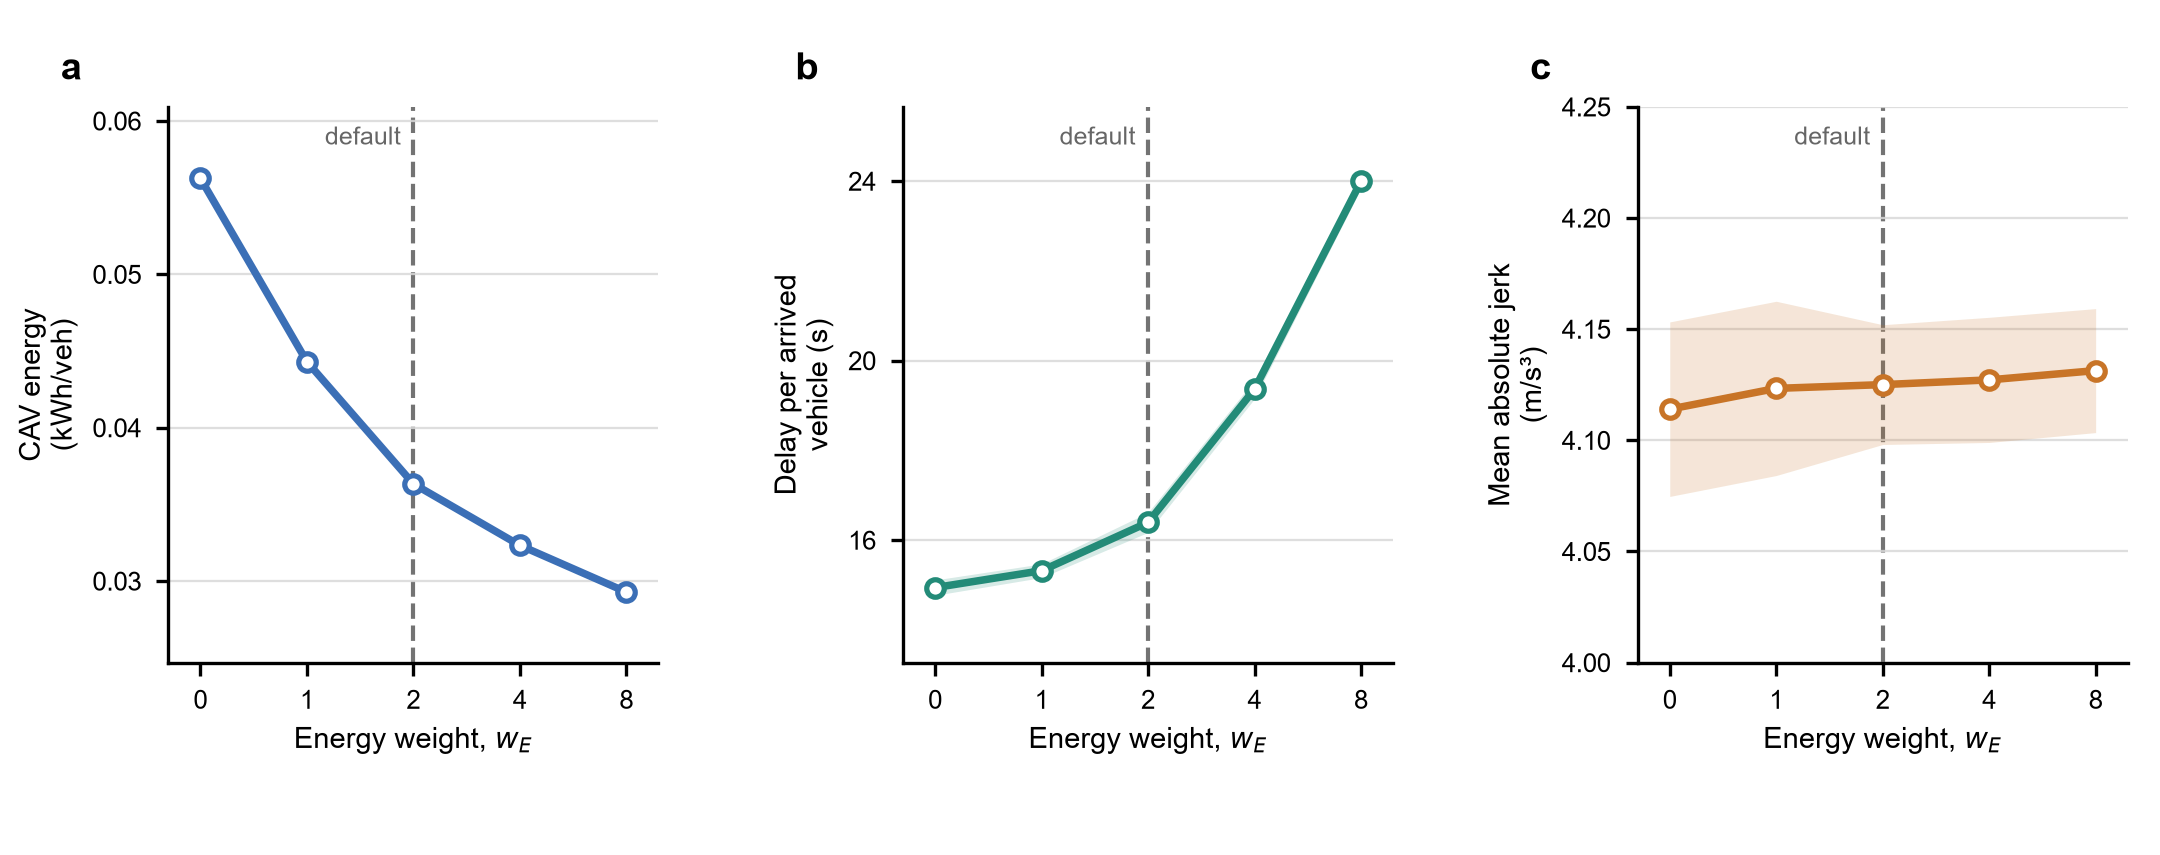 a
0.06
0.05
0.04
0.03
CAV energy
(kWh/veh)
default
0 1 2 4 8
Energy weight, w_E
b
24
20
16
Delay per arrived
vehicle (s)
default
0 1 2 4 8
Energy weight, w_E
c
4.25
4.20
4.15
4.10
4.05
4.00
Mean absolute jerk
(m/s³)
default
0 1 2 4 8
Energy weight, w_E